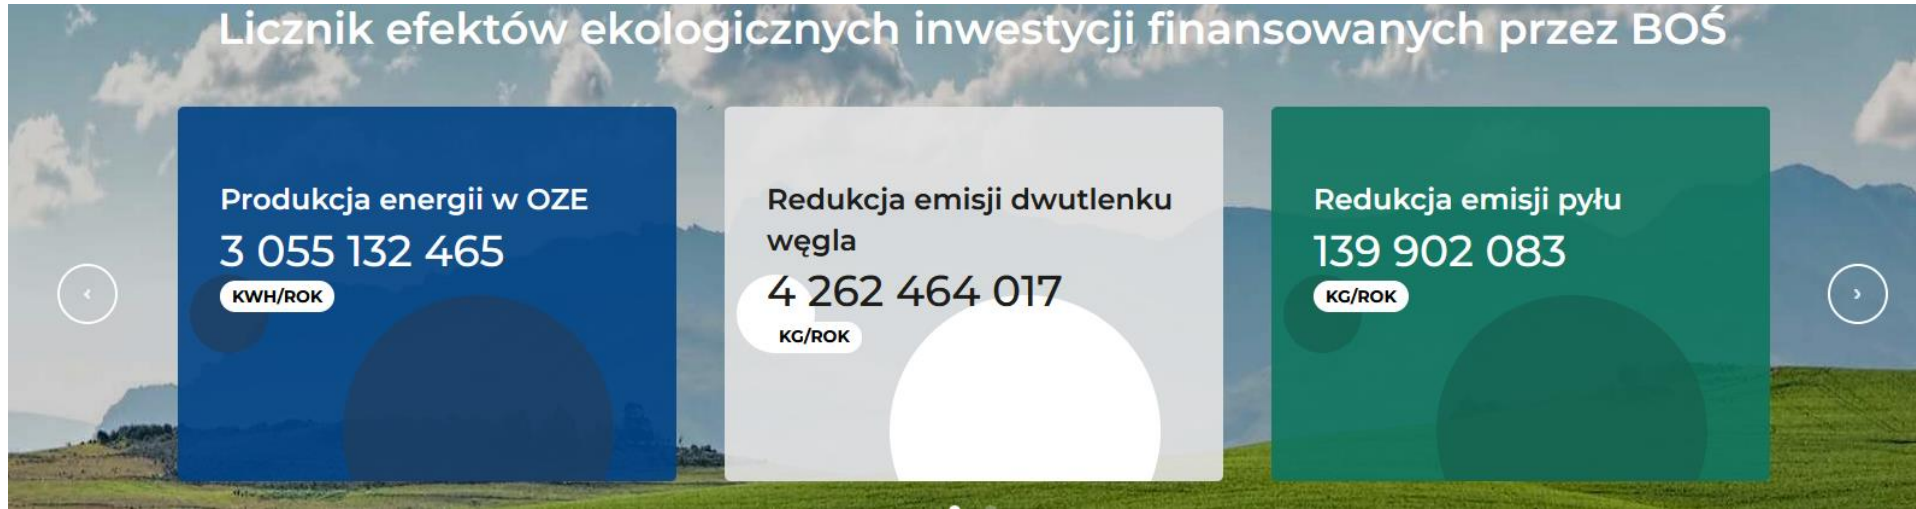 Licznik efektów ekologicznych inwestycji finansowanych przez BOŚ
Produkcja energii w OZE
3 055 132 465
KWH/ROK
Redukcja emisji dwutlenku
węgla
4 262 464 017
KG/ROK
Redukcja emisji pyłu
139 902 083
KG/ROK